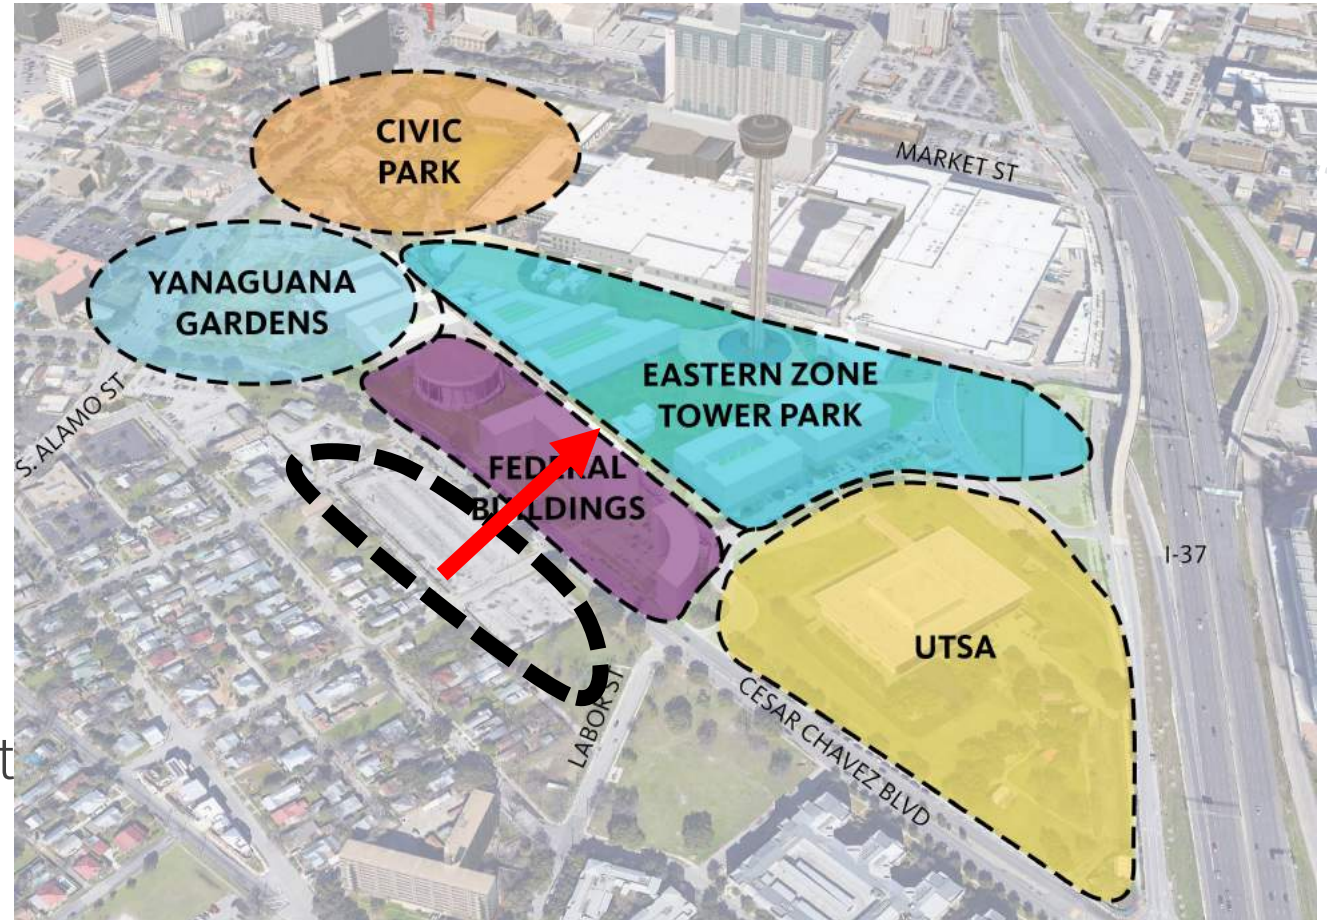 CIVIC
PARK
MARKET ST
YANAGUANA
GARDENS
EASTERN ZONE
TOWER PARK
S. ALAMO ST
FEDERAL
BUILDINGS
I-37
UTSA
LABOR ST
CESAR CHAVEZ BLVD
t